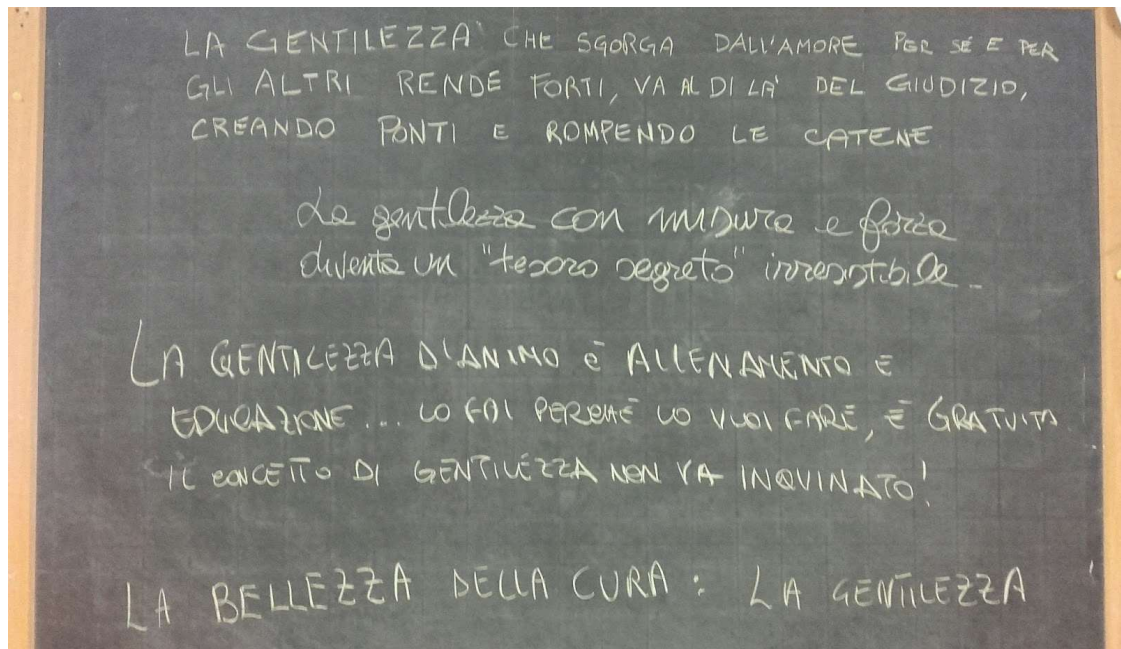 LA GENTILEZZA CHE SGORGA DALL'AMORE PER SÉ E PER
GLI ALTRI RENDE FORTI, VA AL DI LA' DEL GIUDIZIO,
CREANDO PONTI E ROMPENDO LE CATENE
La gentilezza con misura e forza
diventa un "tesoro segreto" irresistibile..
LA GENTILEZZA D'ANIMO È ALLENAMENTO E
EDUCAZIONE... LO FAI PERCHÉ LO VUOI FARE, È GRATUITA.
IL CONCETTO DI GENTILEZZA NON VA INQUINATO!
LA BELLEZZA DELLA CURA: LA GENTILEZZA